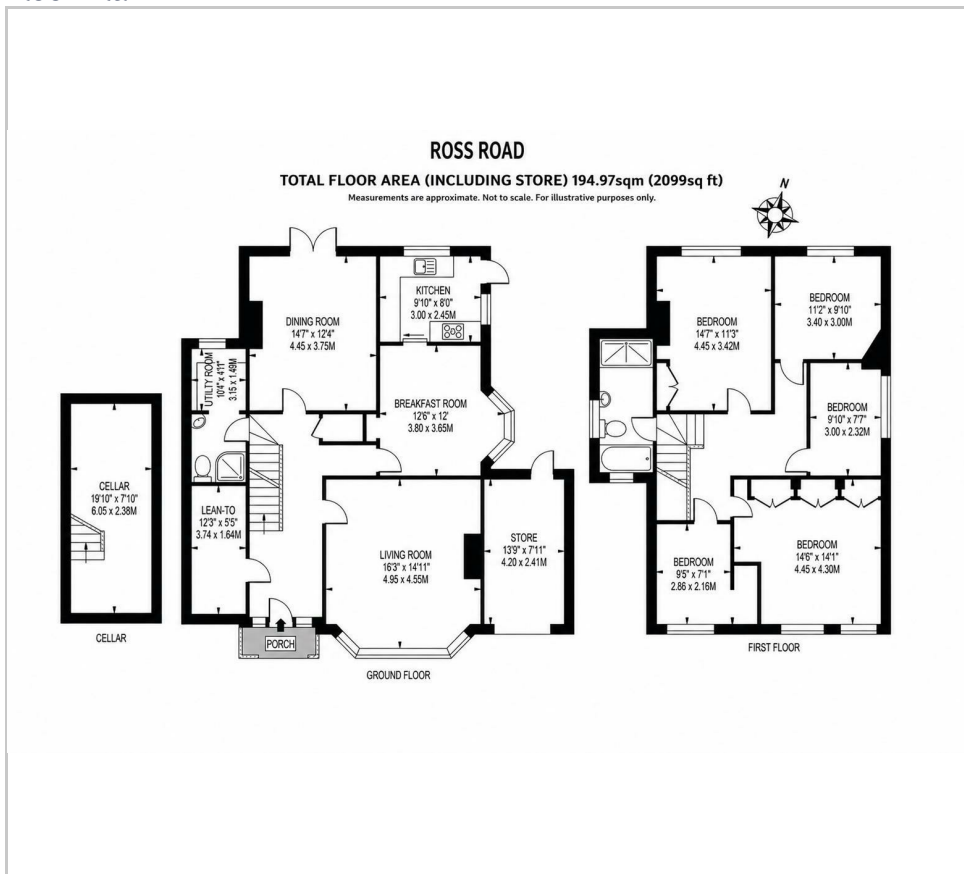 ROSS ROAD
TOTAL FLOOR AREA (INCLUDING STORE) 194.97sqm (2099sq ft)
Measurements are approximate. Not to scale. For illustrative purposes only.
N
CELLAR
19'10" x 7'10"
6.05 x 2.38M
CELLAR
DINING ROOM
14'7" x 12'4"
4.45 x 3.75M
KITCHEN
9'10" x 8'0"
3.00 x 2.45M
UTILITY ROOM
10'4" x 4'11"
3.15 x 1.49M
BREAKFAST ROOM
12'6" x 12'
3.80 x 3.65M
LEAN-TO
12'3" x 5'5"
3.74 x 1.64M
LIVING ROOM
16'3" x 14'11"
4.95 x 4.55M
STORE
13'9" x 7'11"
4.20 x 2.41M
PORCH
GROUND FLOOR
BEDROOM
14'7" x 11'3"
4.45 x 3.42M
BEDROOM
11'2" x 9'10"
3.40 x 3.00M
BEDROOM
9'10" x 7'7"
3.00 x 2.32M
BEDROOM
9'5" x 7'1"
2.86 x 2.16M
BEDROOM
14'6" x 14'1"
4.45 x 4.30M
FIRST FLOOR